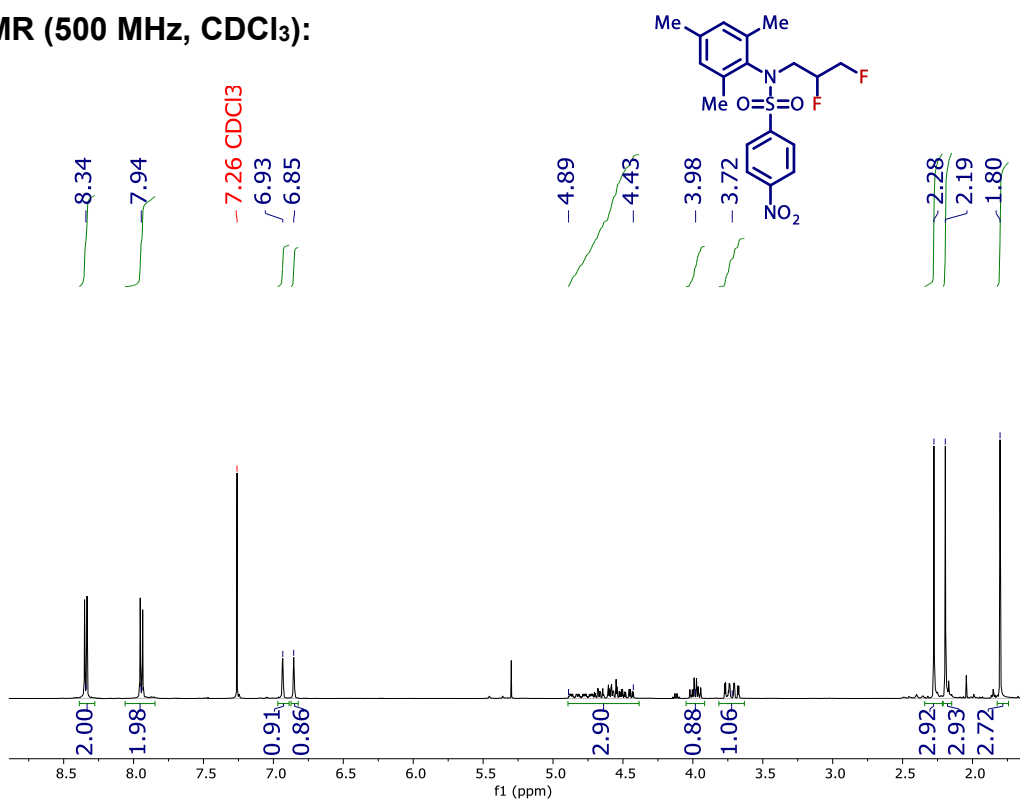 MR (500 MHz, CDCl₃):
Me
Me
Me
N
F
F
O=S=O
NO₂
8.34
7.94
7.26 CDCl3
6.93
6.85
4.89
4.43
3.98
3.72
2.28
2.19
1.80
2.00
1.98
0.91
0.86
2.90
0.88
1.06
2.92
2.93
2.72
8.5 8.0 7.5 7.0 6.5 6.0 5.5 5.0 4.5 4.0 3.5 3.0 2.5 2.0
f1 (ppm)